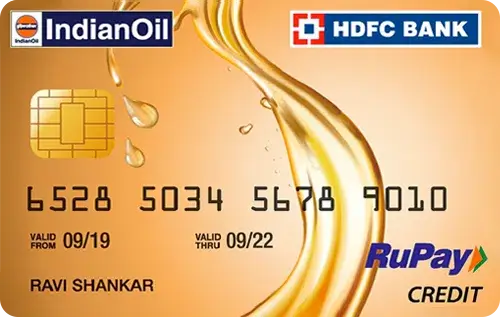 IndianOil HDFC BANK
IndianOil
6528 5034 5678 9010
VALID FROM 09/19 VALID THRU 09/22
RuPay
RAVI SHANKAR
CREDIT